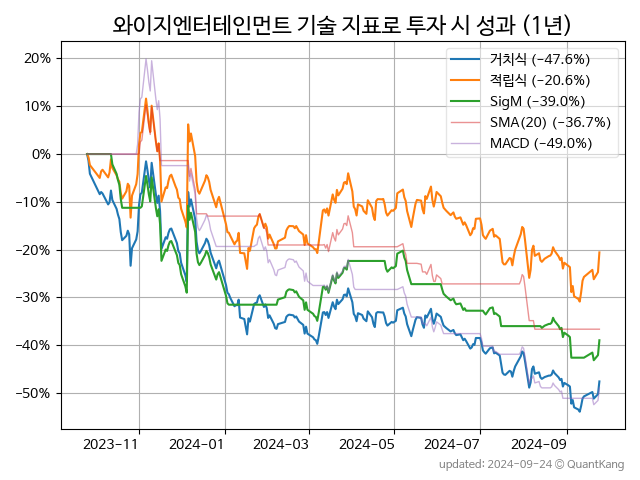 와이지엔터테인먼트 기술 지표로 투자 시 성과 (1년)
거치식 (−47.6%)
적립식 (−20.6%)
SigM (−39.0%)
SMA(20) (−36.7%)
MACD (−49.0%)
20%
10%
0%
−10%
−20%
−30%
−40%
−50%
2023-11 2024-01 2024-03 2024-05 2024-07 2024-09
updated: 2024-09-24 © QuantKang